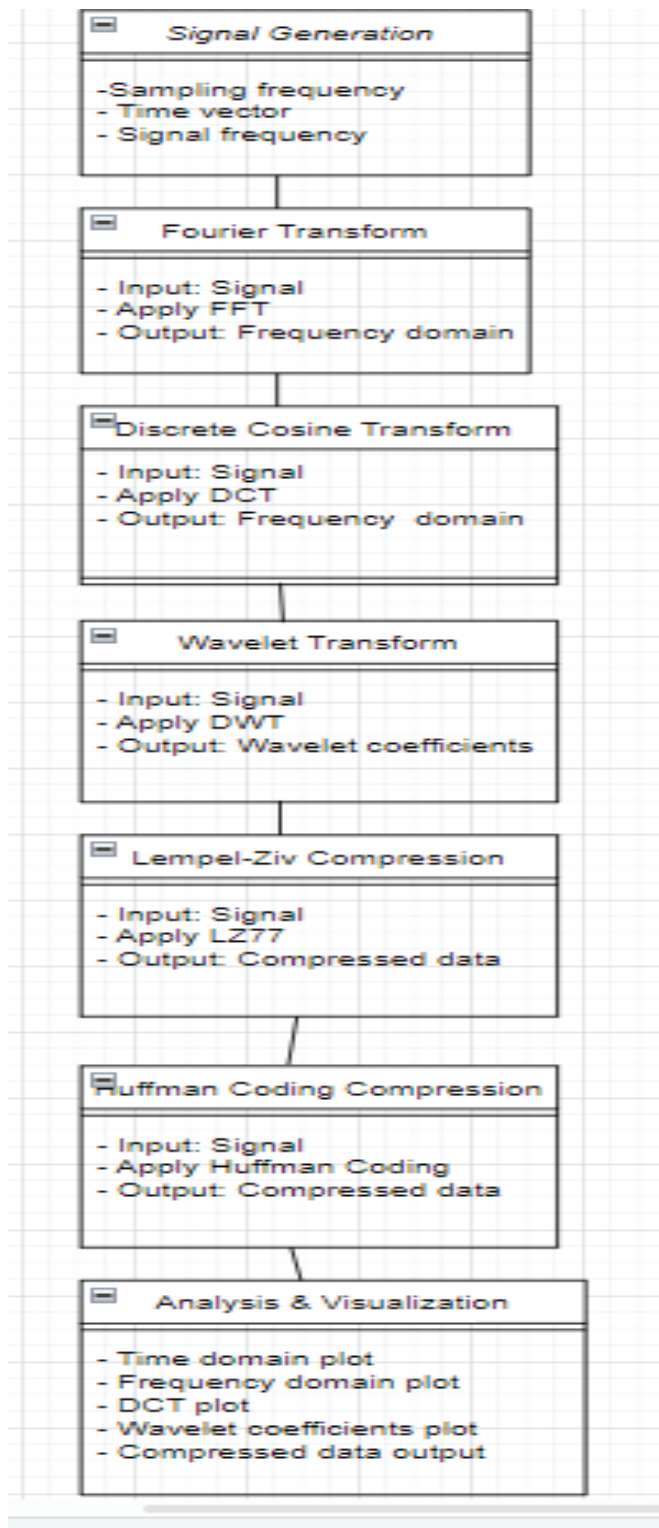 Signal Generation
-Sampling frequency
- Time vector
- Signal frequency
Fourier Transform
- Input: Signal
- Apply FFT
- Output: Frequency domain
Discrete Cosine Transform
- Input: Signal
- Apply DCT
- Output: Frequency domain
Wavelet Transform
- Input: Signal
- Apply DWT
- Output: Wavelet coefficients
Lempel-Ziv Compression
- Input: Signal
- Apply LZ77
- Output: Compressed data
Huffman Coding Compression
- Input: Signal
- Apply Huffman Coding
- Output: Compressed data
Analysis & Visualization
- Time domain plot
- Frequency domain plot
- DCT plot
- Wavelet coefficients plot
- Compressed data output